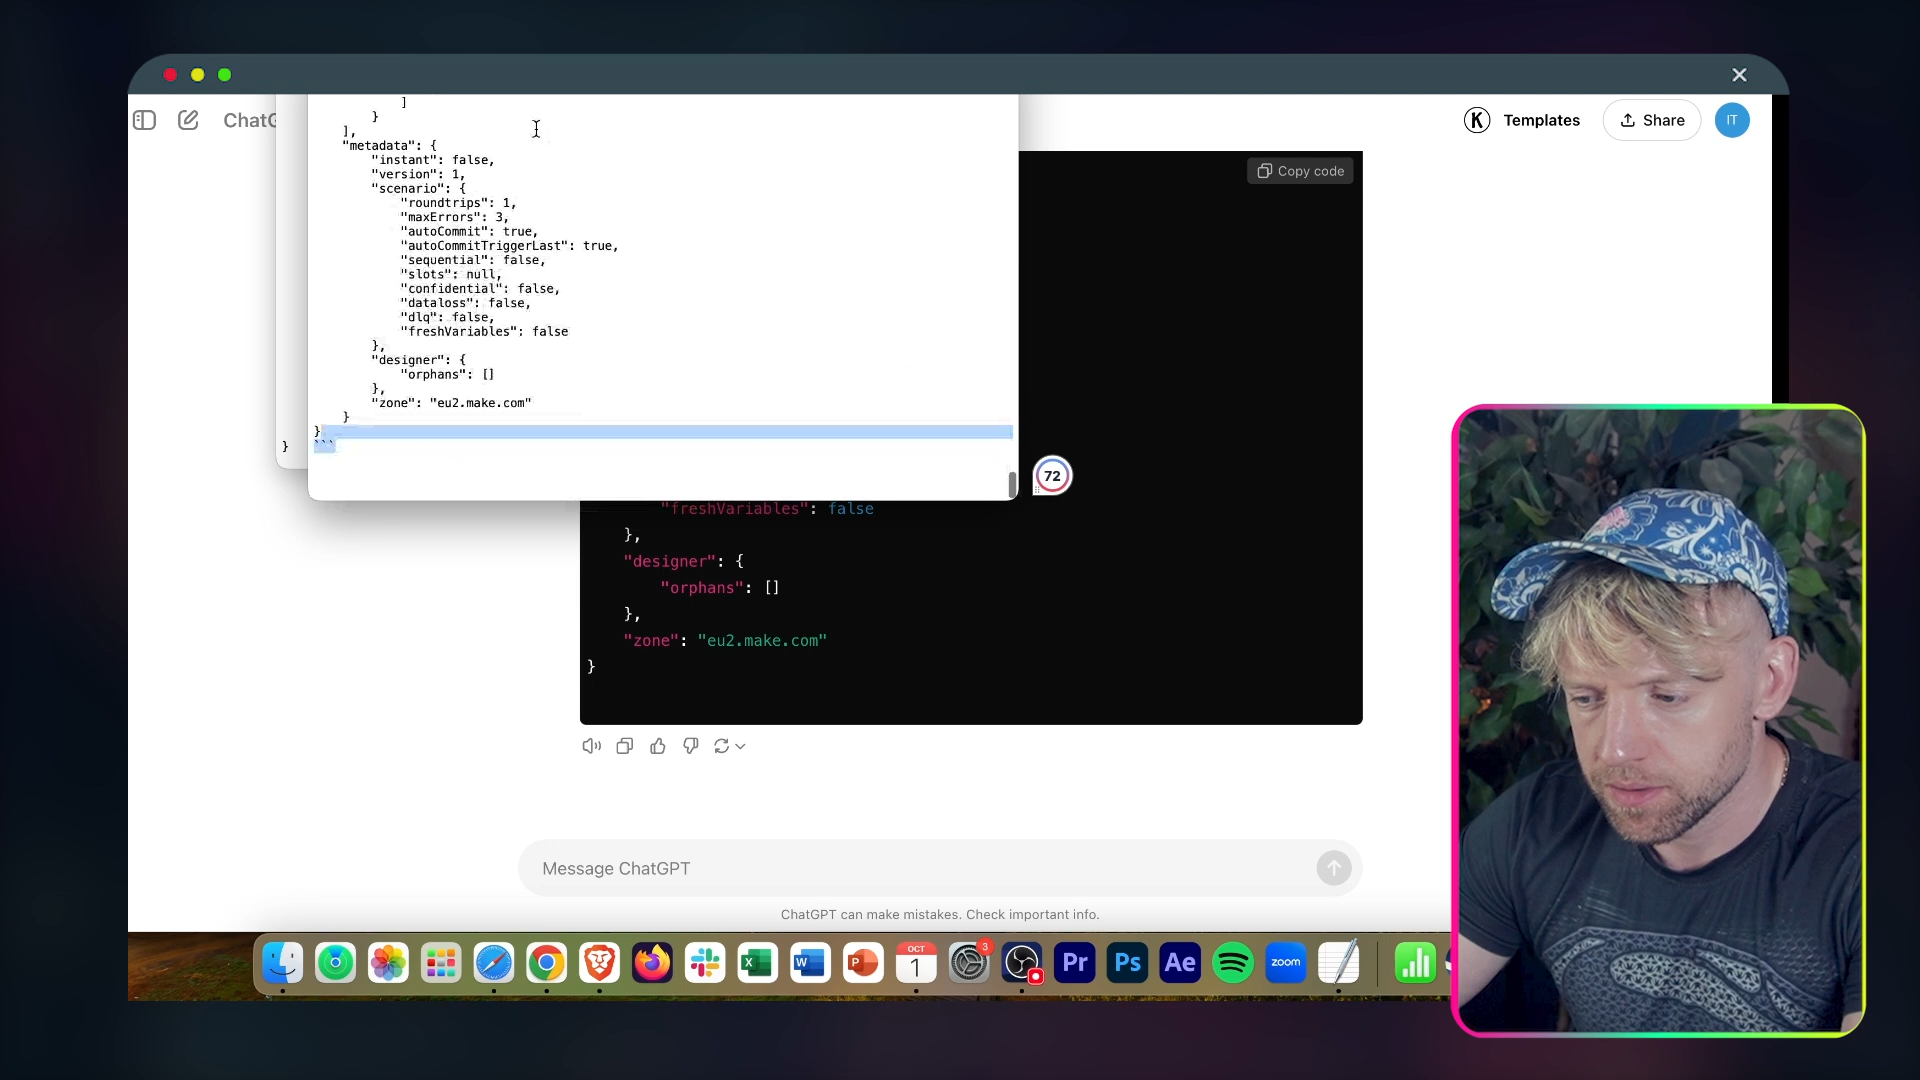 ChatG
Templates
Share
IT
]
}
],
"metadata": {
"instant": false,
"version": 1,
"scenario": {
"roundtrips": 1,
"maxErrors": 3,
"autoCommit": true,
"autoCommitTriggerLast": true,
"sequential": false,
"slots": null,
"confidential": false,
"dataloss": false,
"dlq": false,
"freshVariables": false
},
"designer": {
"orphans": []
},
"zone": "eu2.make.com"
}
}
```
}
72
Copy code
"freshVariables": false
},
"designer": {
"orphans": []
},
"zone": "eu2.make.com"
}
Message ChatGPT
ChatGPT can make mistakes. Check important info.
OCT
1
3
X
W
P
Pr
Ps
Ae
zoom